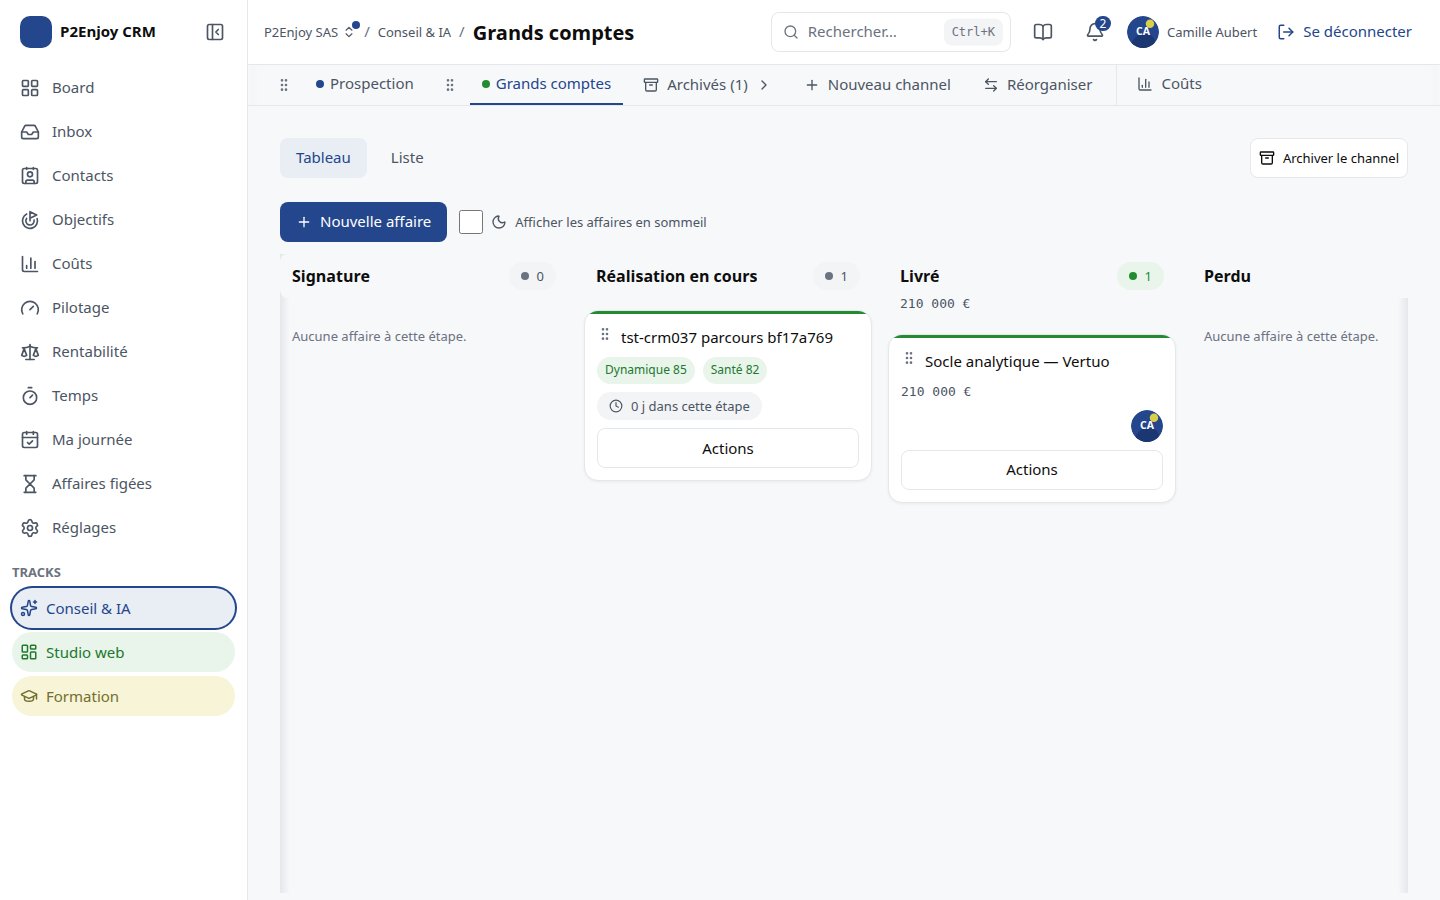 P2Enjoy CRM
Board
Inbox
Contacts
Objectifs
Coûts
Pilotage
Rentabilité
Temps
Ma journée
Affaires figées
Réglages
TRACKS
Conseil & IA
Studio web
Formation
P2Enjoy SAS / Conseil & IA / Grands comptes
Rechercher... Ctrl+K
2
CA Camille Aubert
Se déconnecter
Prospection Grands comptes Archivés (1) Nouveau channel Réorganiser Coûts
Tableau Liste
Archiver le channel
Nouvelle affaire
Afficher les affaires en sommeil
Signature 0
Aucune affaire à cette étape.
Réalisation en cours 1
tst-crm037 parcours bf17a769
Dynamique 85 Santé 82
0 j dans cette étape
Actions
Livré 1
210 000 €
Socle analytique — Vertuo
210 000 €
CA
Actions
Perdu
Aucune affaire à cette étape.